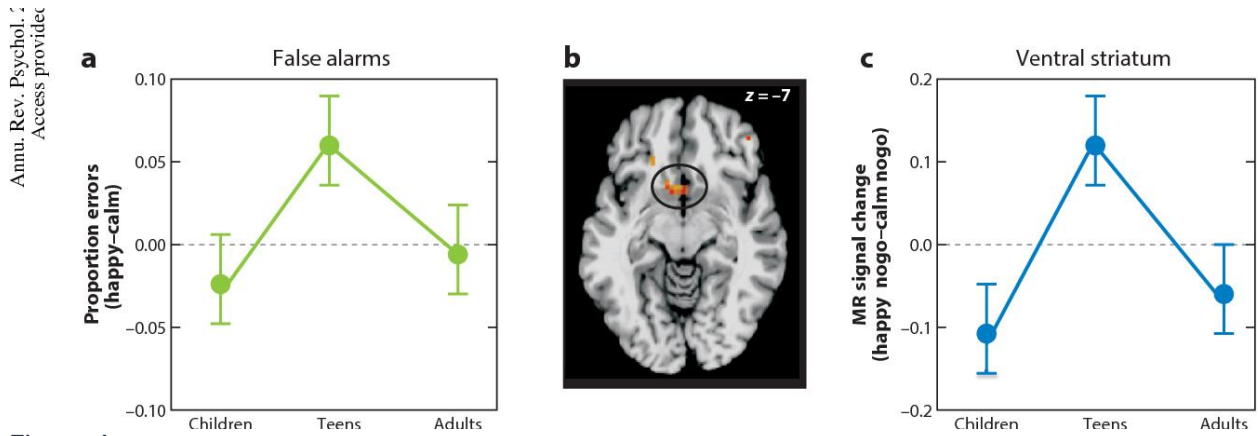 Annu. Rev. Psychol.
Access provided
a
False alarms
0.10
0.05
0.00
−0.05
−0.10
Proportion errors
(happy–calm)
Children
Teens
Adults
b
z = –7
c
Ventral striatum
0.2
0.1
0.0
−0.1
−0.2
MR signal change
(happy nogo–calm nogo)
Children
Teens
Adults